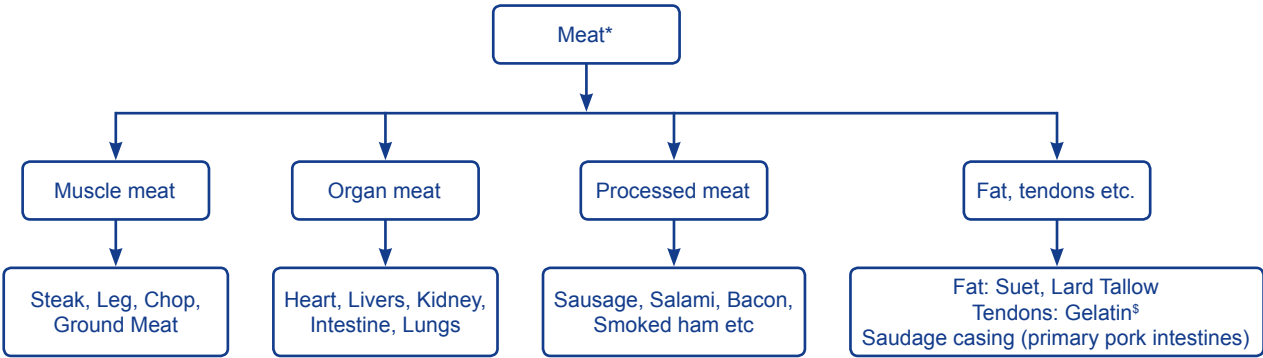 Meat*
Muscle meat
Organ meat
Processed meat
Fat, tendons etc.
Steak, Leg, Chop,
Ground Meat
Heart, Livers, Kidney,
Intestine, Lungs
Sausage, Salami, Bacon,
Smoked ham etc
Fat: Suet, Lard Tallow
Tendons: Gelatin$
Saudage casing (primary pork intestines)